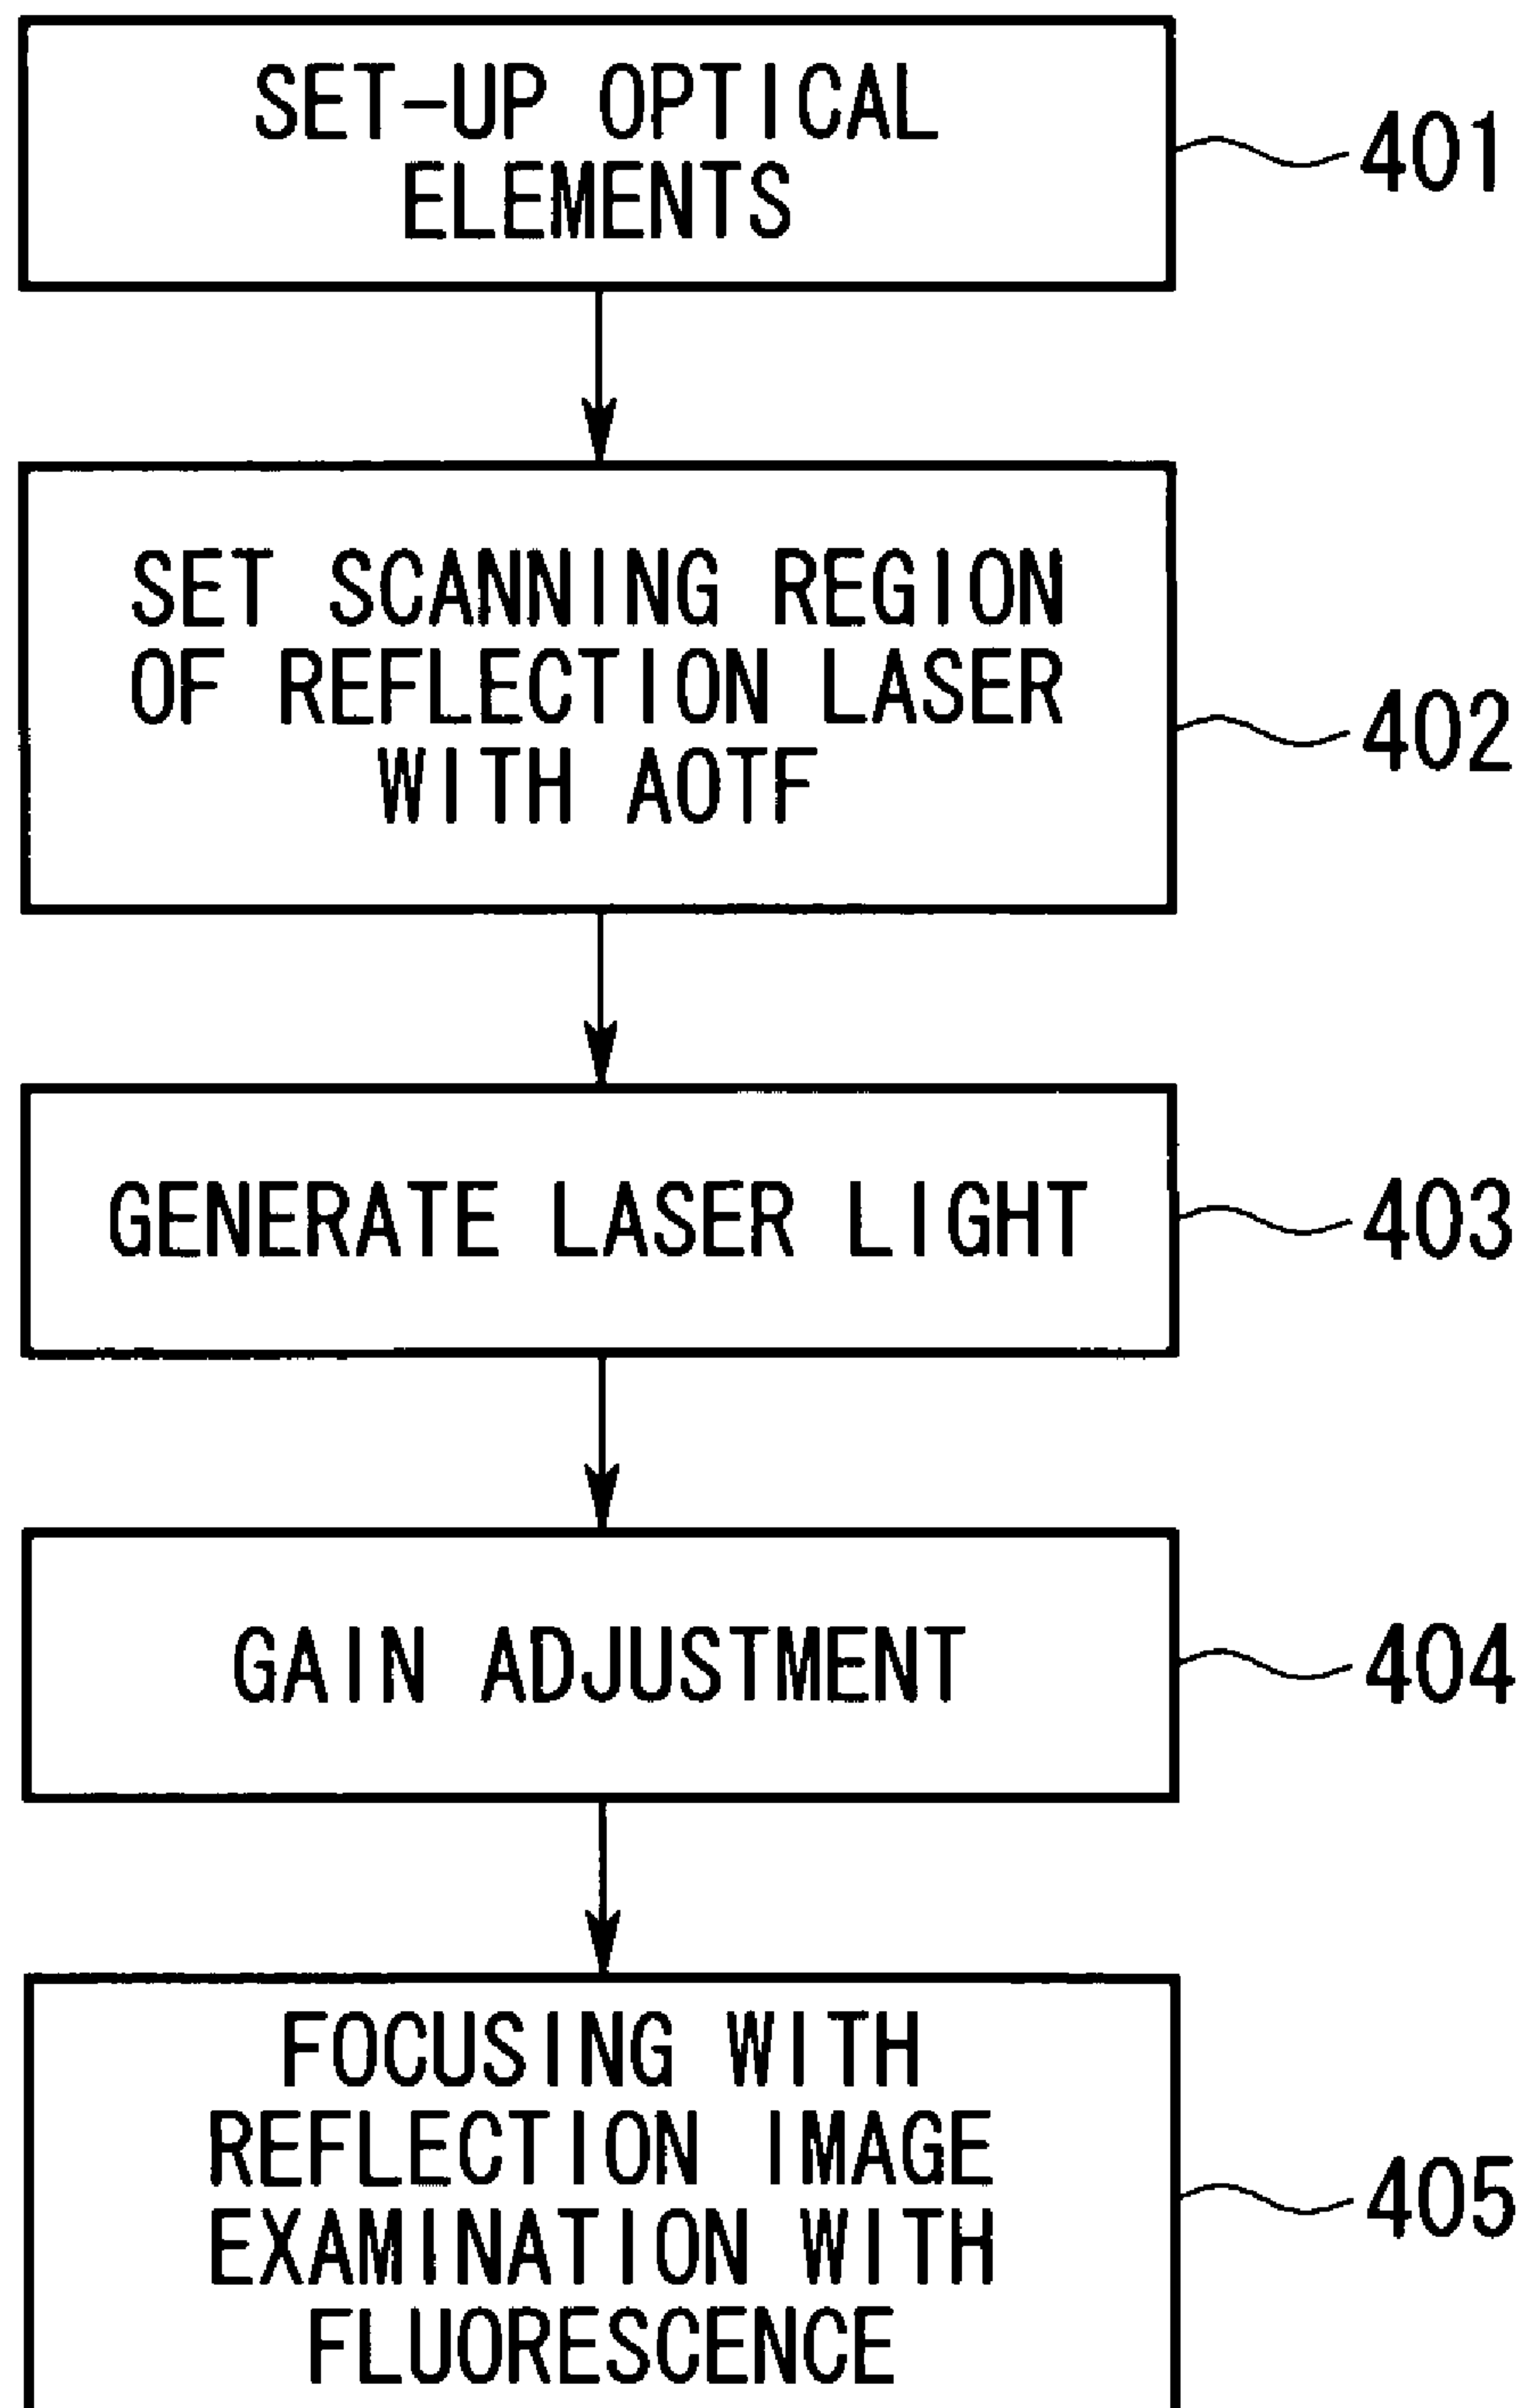 SET-UP OPTICAL
ELEMENTS
401
SET SCANNING REGION
OF REFLECTION LASER
WITH AOTF
402
GENERATE LASER LIGHT
403
GAIN ADJUSTMENT
404
FOCUSING WITH
REFLECTION IMAGE
EXAMINATION WITH
FLUORESCENCE
405